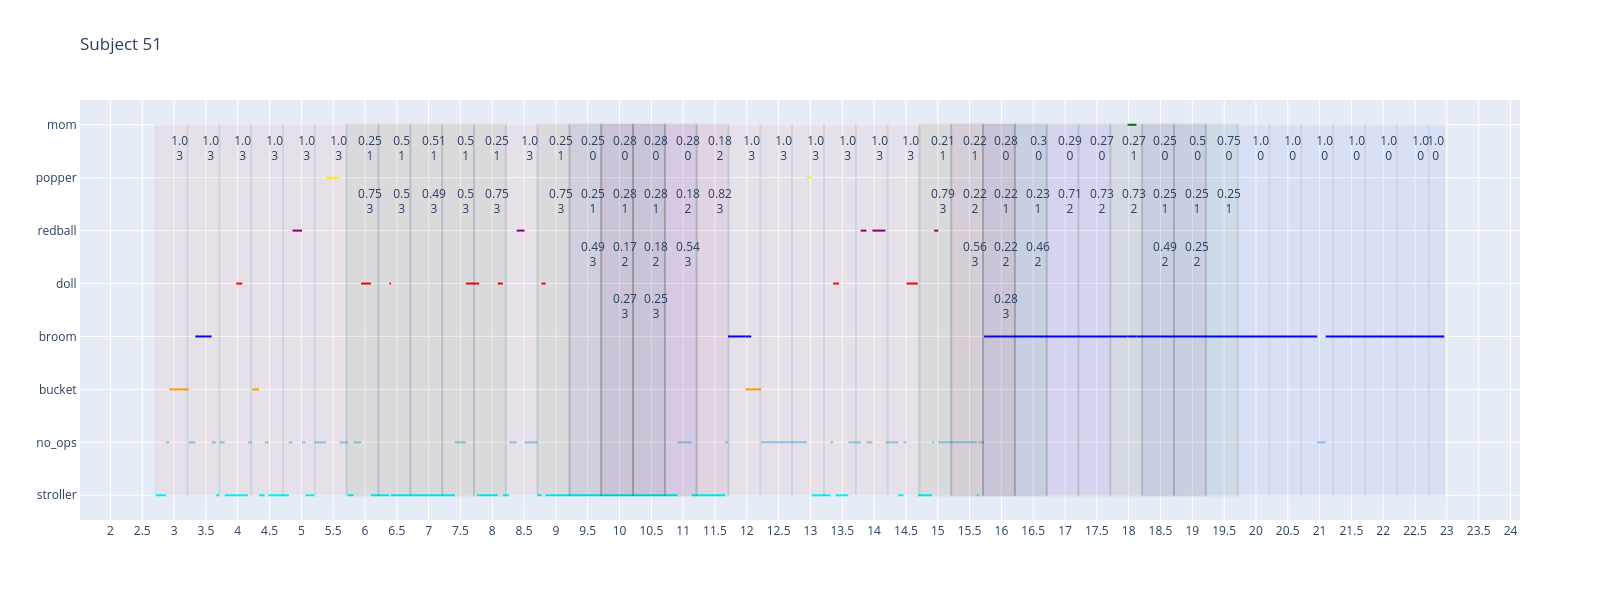 Subject 51
mom
1.0 1.0 1.0 1.0 1.0 1.0 0.25 0.5 0.51 0.5 0.25 1.0 0.25 0.25 0.28 0.28 0.28 0.18 1.0 1.0 1.0 1.0 1.0 1.0 0.21 0.22 0.28 0.3 0.29 0.27 0.27 0.25 0.5 0.75 1.0 1.0 1.0 1.0 1.0 1.0 1.0
3 3 3 3 3 3 1 1 1 1 1 3 1 0 0 0 0 2 3 3 3 3 3 3 1 1 0 0 0 0 1 0 0 0 0 0 0 0 0 0 0
popper
0.75 0.5 0.49 0.5 0.75 0.75 0.25 0.28 0.28 0.18 0.82 0.79 0.22 0.22 0.23 0.71 0.73 0.73 0.25 0.25 0.25
3 3 3 3 3 3 1 1 1 2 3 3 2 1 1 2 2 2 1 1 1
redball
0.49 0.17 0.18 0.54 0.56 0.22 0.46 0.49 0.25
3 2 2 3 3 2 2 2 2
doll
0.27 0.25 0.28
3 3 3
broom
bucket
no_ops
stroller
2 2.5 3 3.5 4 4.5 5 5.5 6 6.5 7 7.5 8 8.5 9 9.5 10 10.5 11 11.5 12 12.5 13 13.5 14 14.5 15 15.5 16 16.5 17 17.5 18 18.5 19 19.5 20 20.5 21 21.5 22 22.5 23 23.5 24